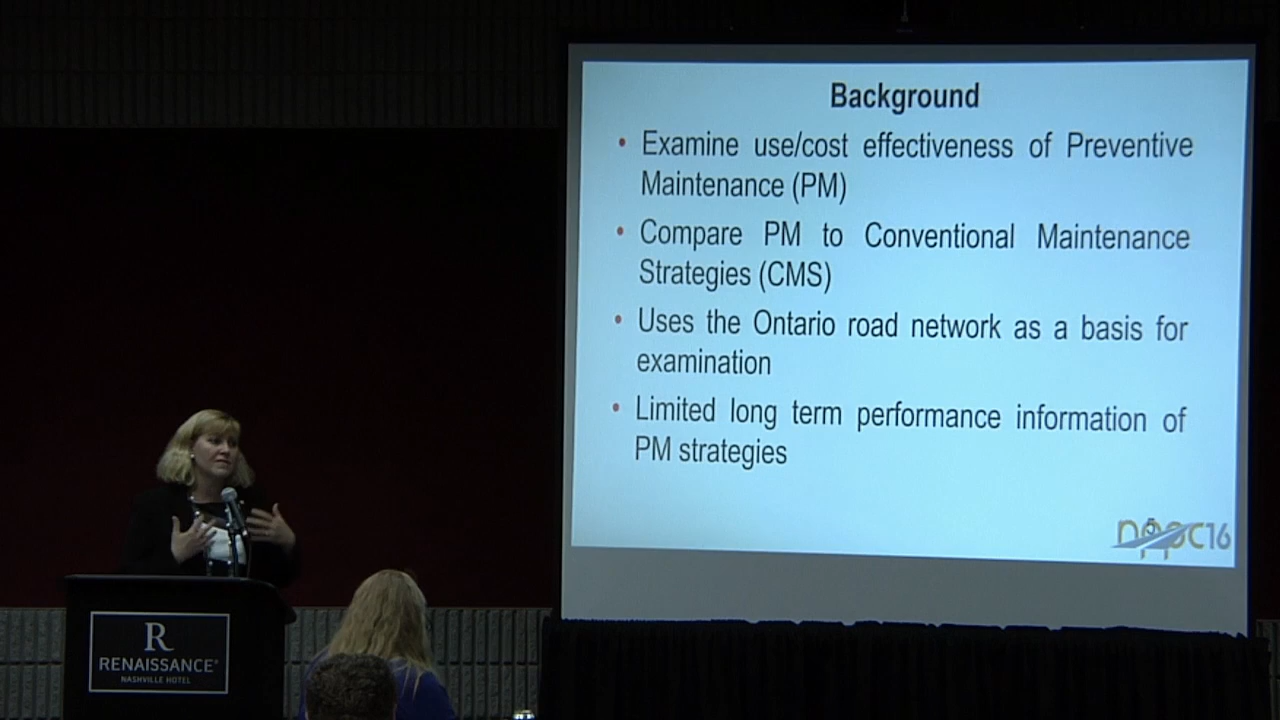 Background
• Examine use/cost effectiveness of Preventive
Maintenance (PM)
• Compare PM to Conventional Maintenance
Strategies (CMS)
• Uses the Ontario road network as a basis for
examination
• Limited long term performance information of
PM strategies
nppc16
R
RENAISSANCE®
NASHVILLE HOTEL